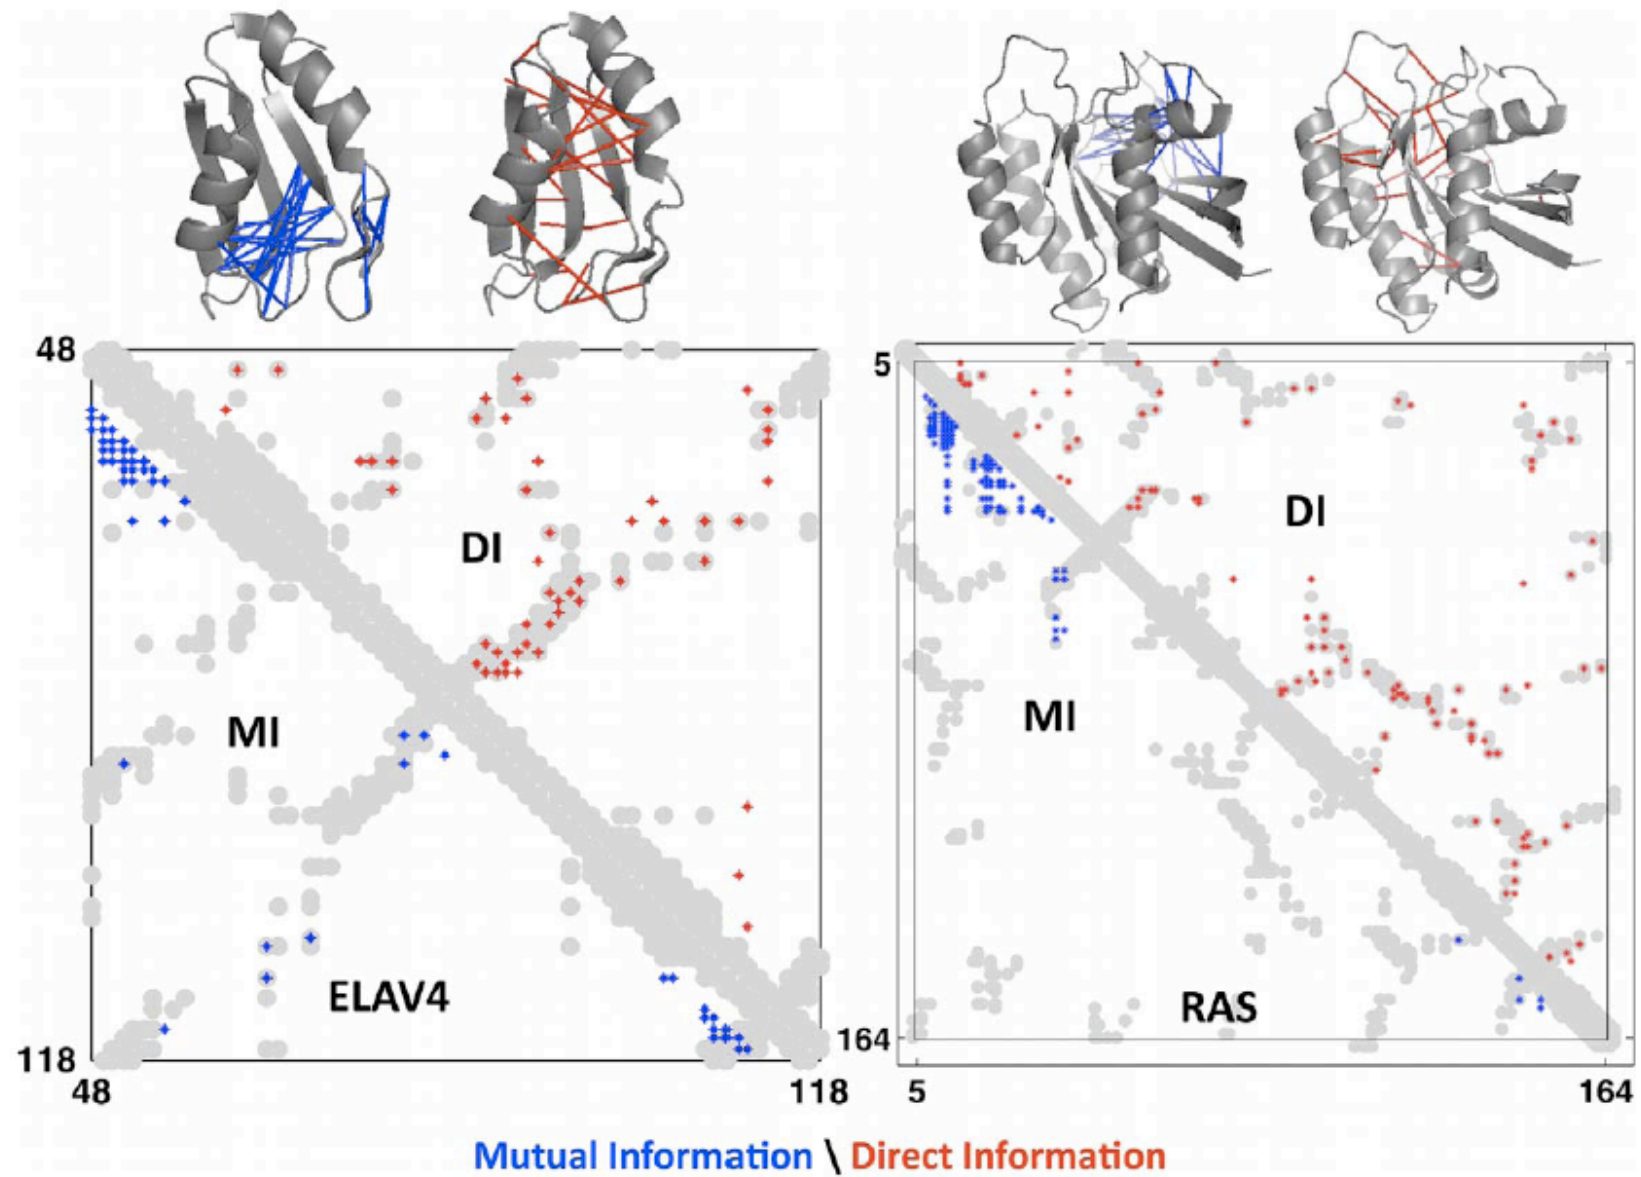 48
5
DI
DI
MI
MI
ELAV4
RAS
118
164
48
118
5
164
Mutual Information \ Direct Information